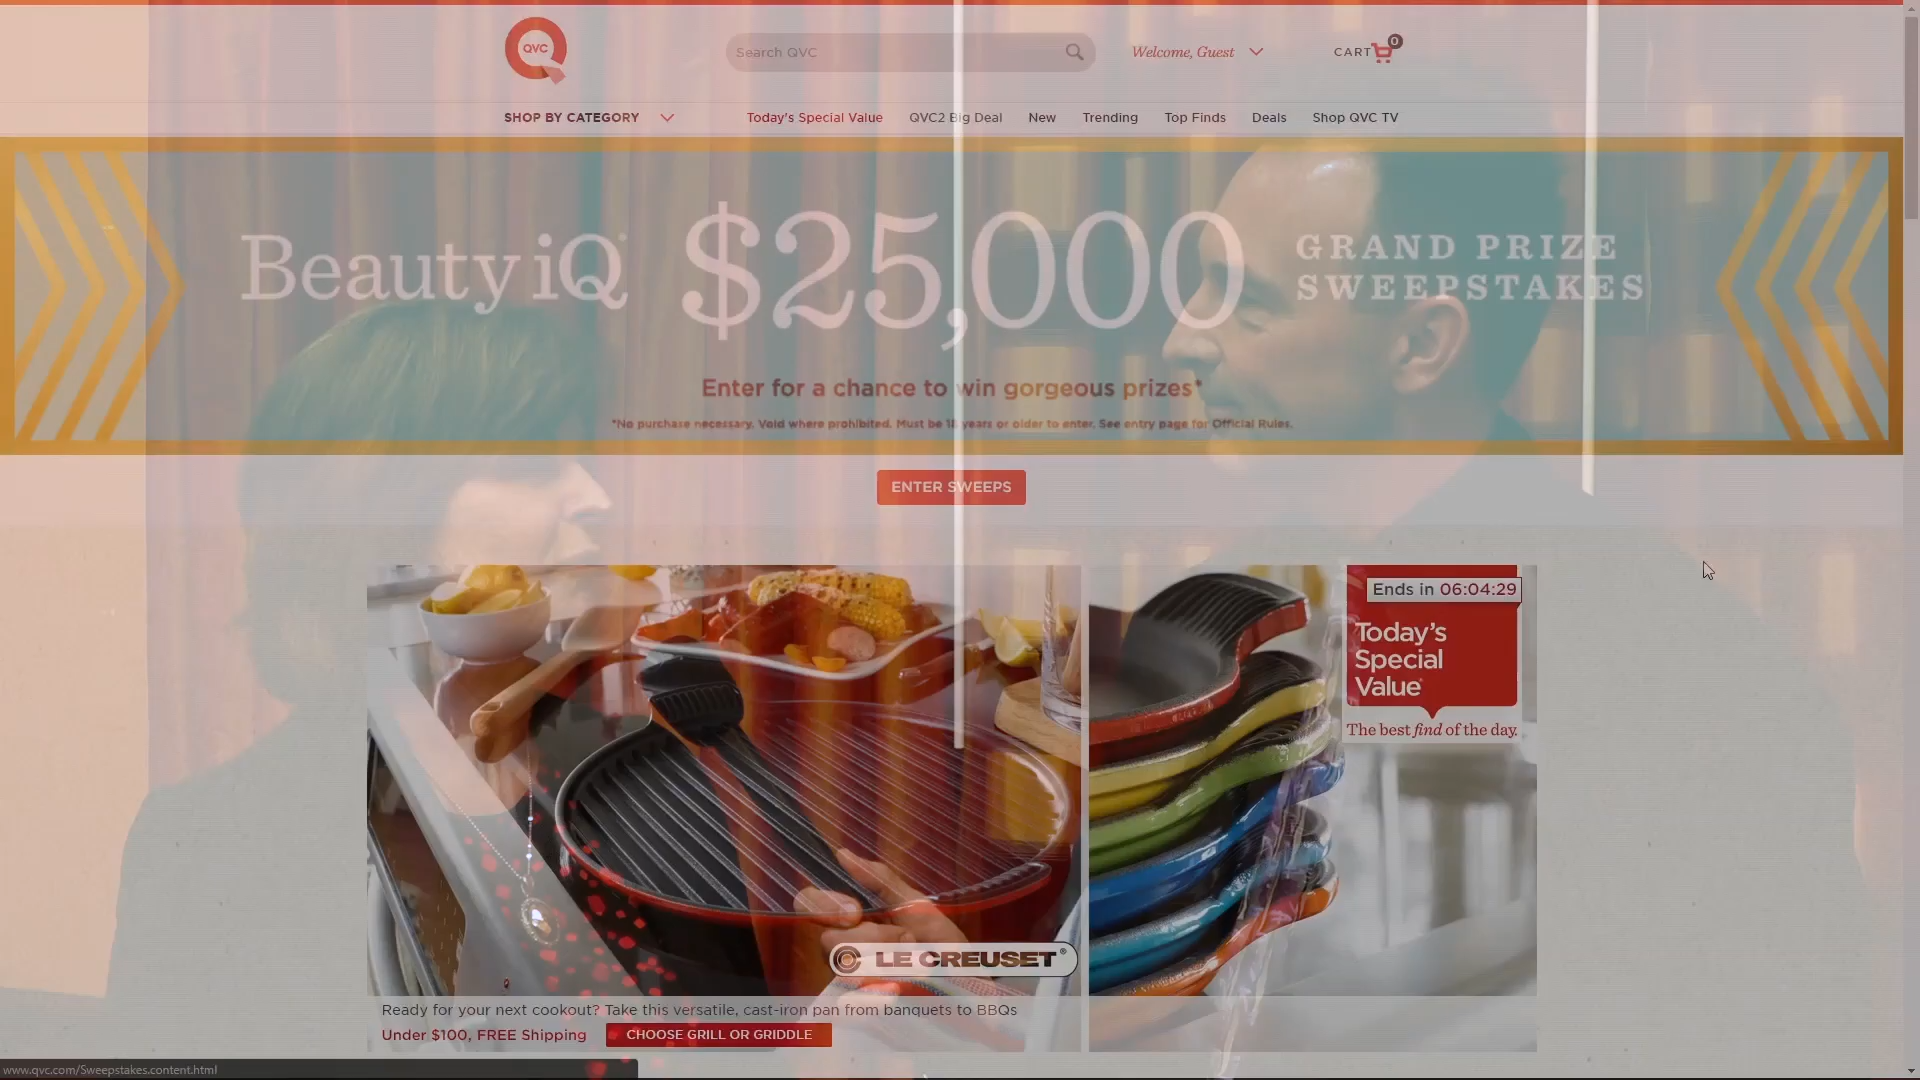 QVC
Search QVC
Welcome, Guest
CART
0
SHOP BY CATEGORY
Today's Special Value
QVC2 Big Deal
New
Trending
Top Finds
Deals
Shop QVC TV
Beauty iQ $25,000 GRAND PRIZE
SWEEPSTAKES
Enter for a chance to win gorgeous prizes*
*No purchase necessary. Void where prohibited. Must be 18 years or older to enter. See entry page for Official Rules.
ENTER SWEEPS
Ends in 06:04:29
Today's
Special
Value
The best find of the day.
LE CREUSET®
Ready for your next cookout? Take this versatile, cast-iron pan from banquets to BBQs
Under $100, FREE Shipping
CHOOSE GRILL OR GRIDDLE
www.qvc.com/Sweepstakes.content.html